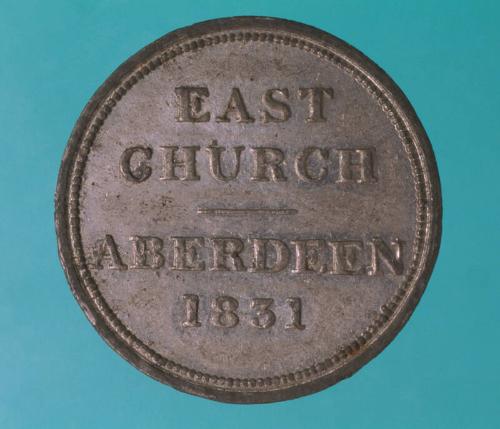 EAST
CHURCH
ABERDEEN
1831